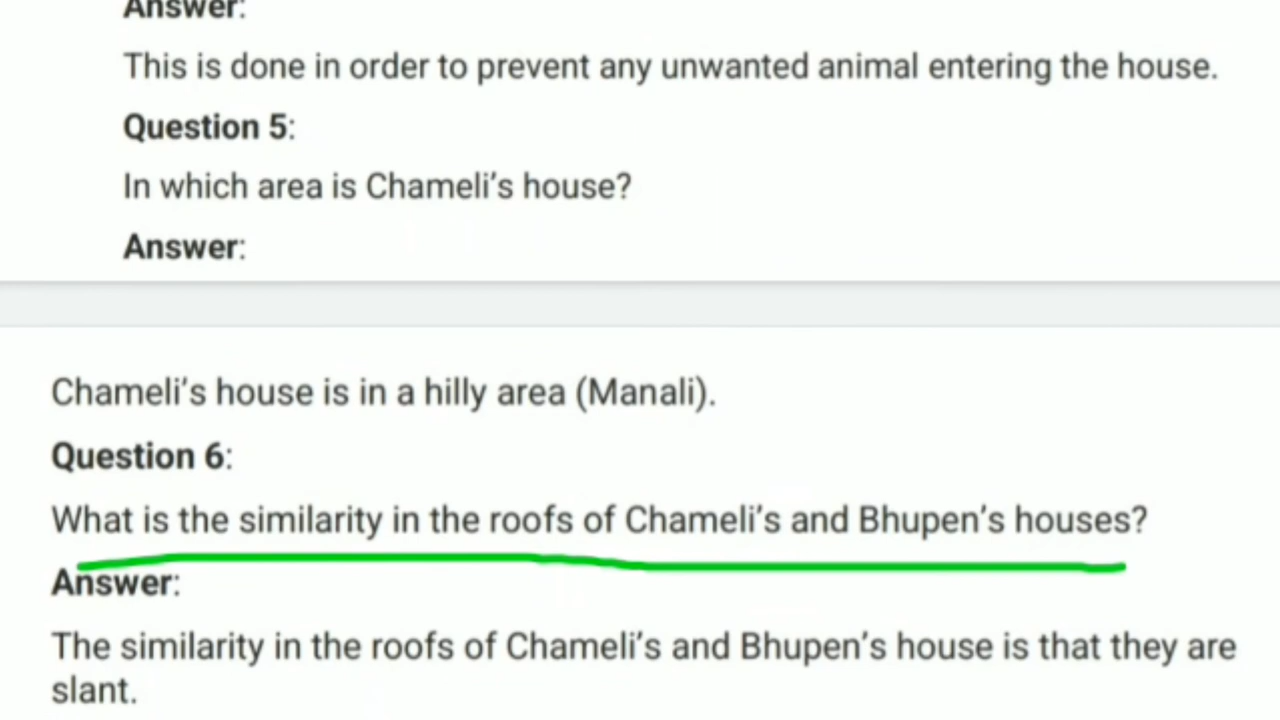 Answer:
This is done in order to prevent any unwanted animal entering the house.
Question 5:
In which area is Chameli’s house?
Answer:
Chameli’s house is in a hilly area (Manali).
Question 6:
What is the similarity in the roofs of Chameli’s and Bhupen’s houses?
Answer:
The similarity in the roofs of Chameli’s and Bhupen’s house is that they are
slant.